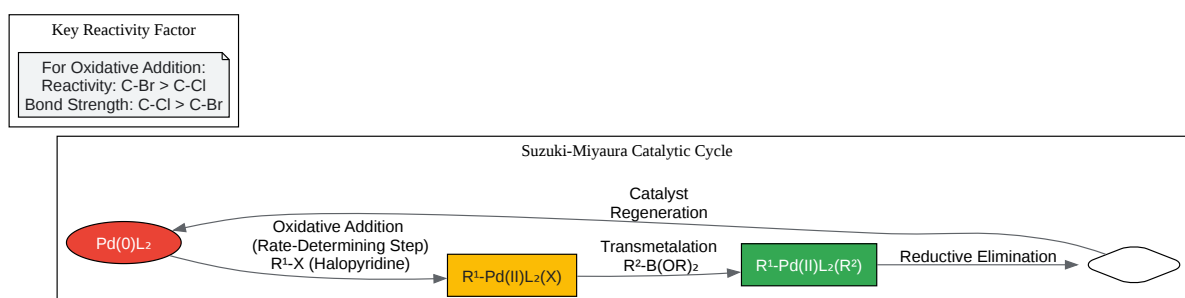 Key Reactivity Factor
For Oxidative Addition:
Reactivity: C-Br > C-Cl
Bond Strength: C-Cl > C-Br
Suzuki-Miyaura Catalytic Cycle
Catalyst
Regeneration
Pd(0)L₂
Oxidative Addition
(Rate-Determining Step)
R¹-X (Halopyridine)
R¹-Pd(II)L₂(X)
Transmetalation
R²-B(OR)₂
R¹-Pd(II)L₂(R²)
Reductive Elimination